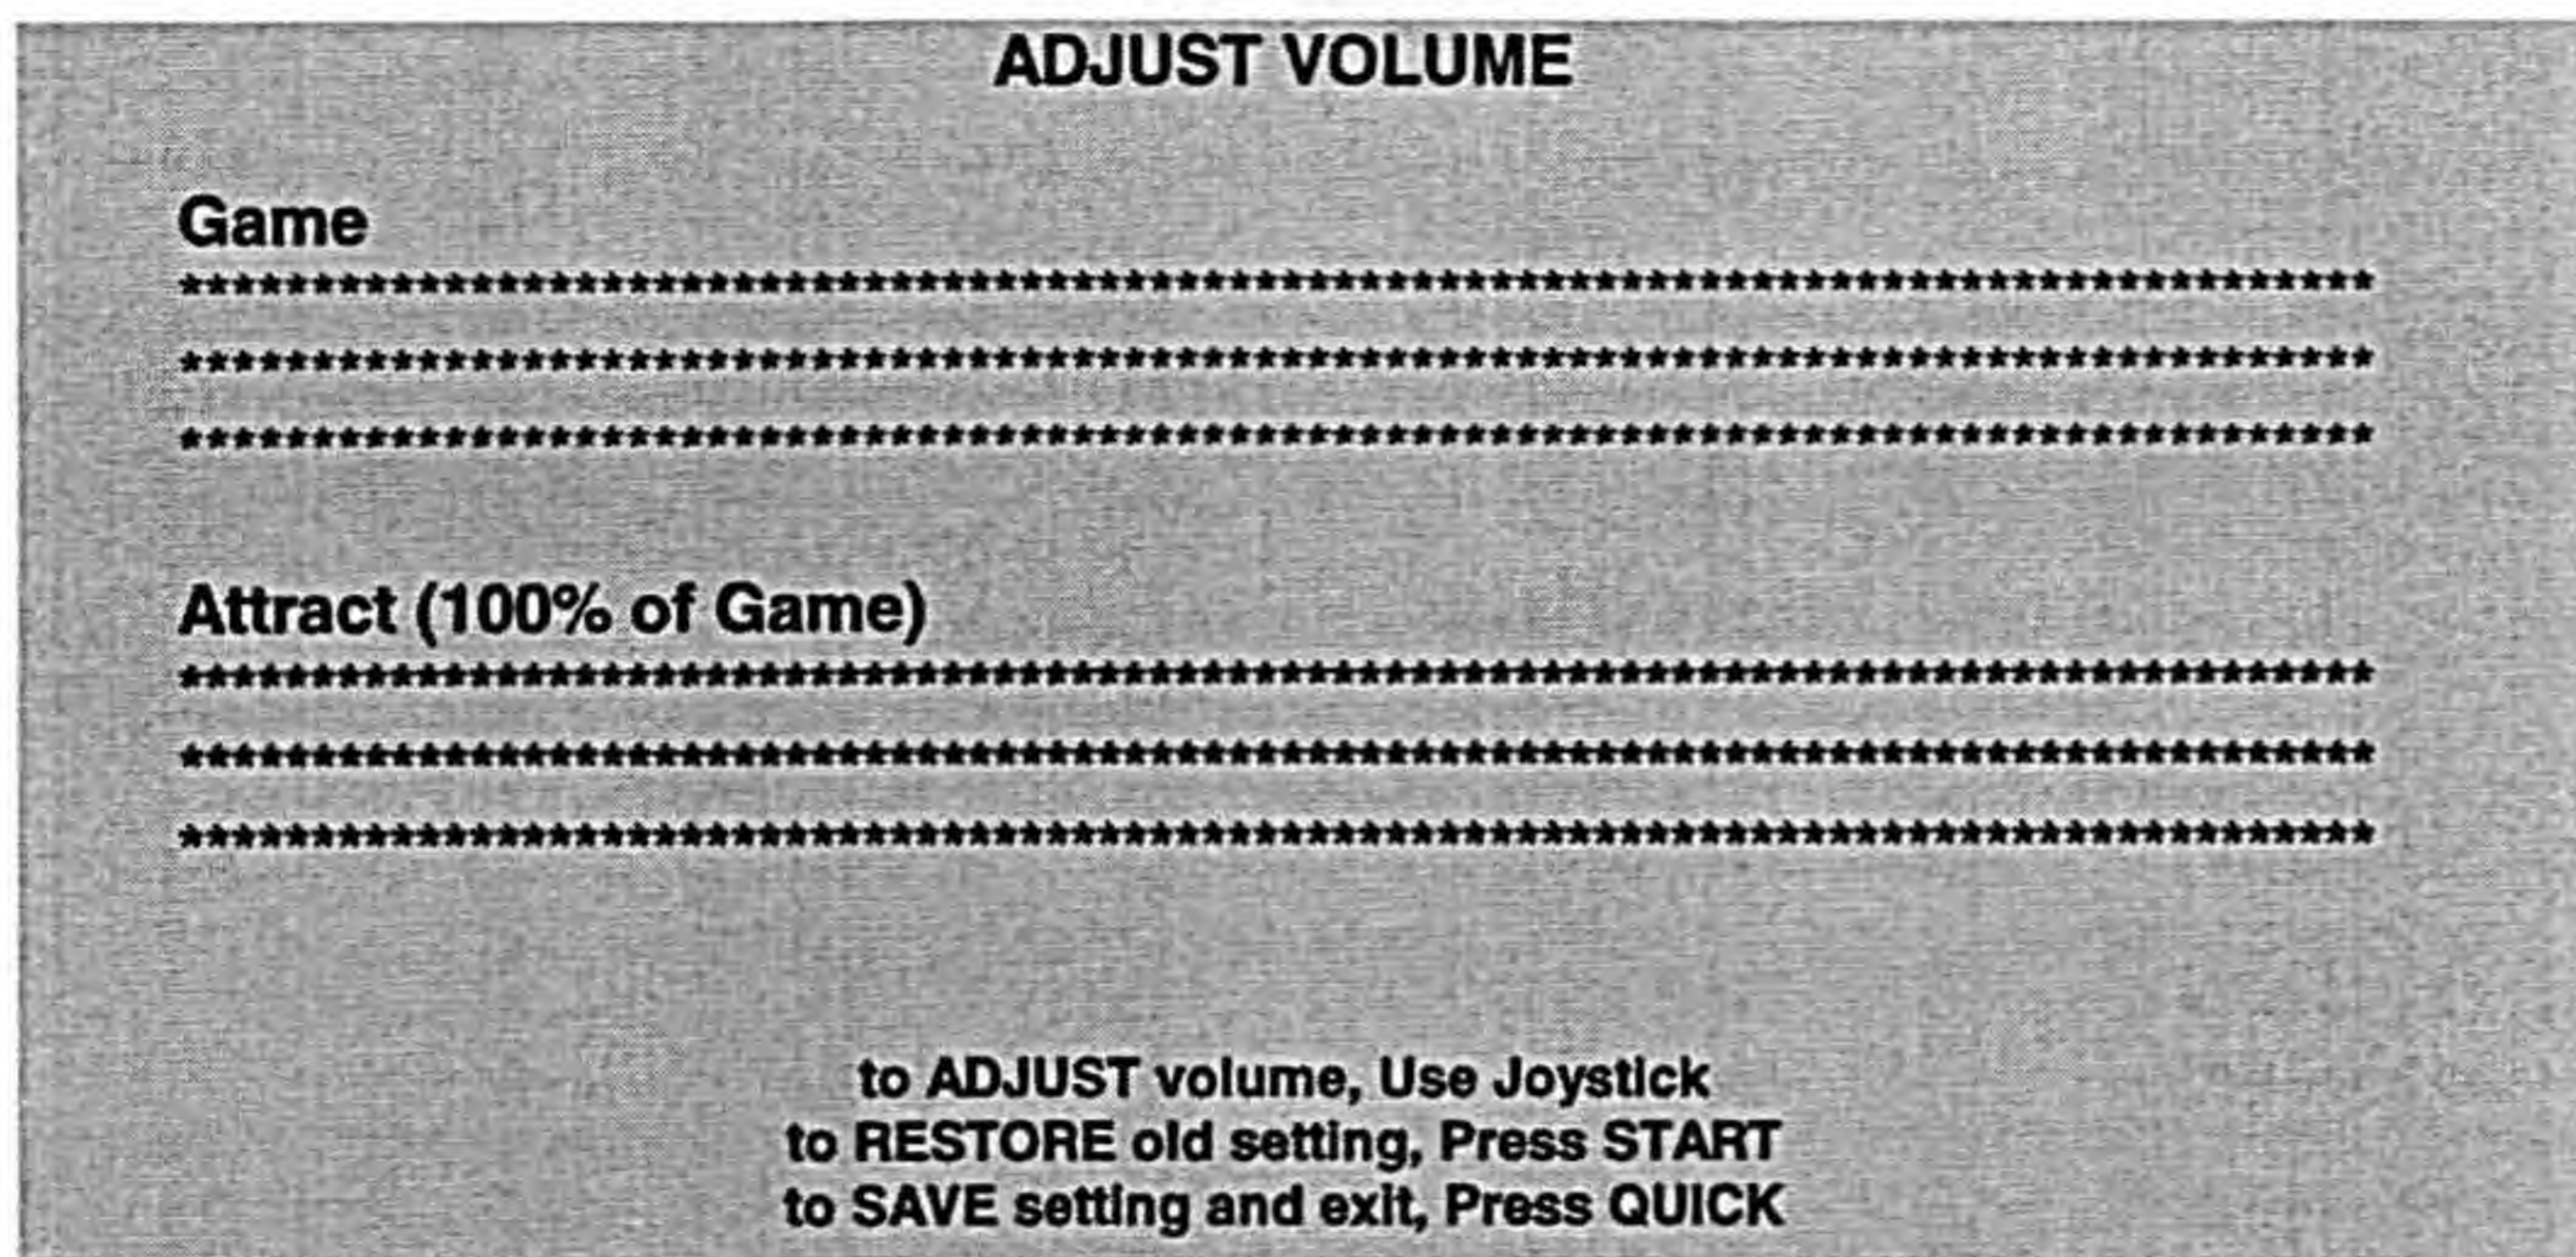 ADJUST VOLUME
Game
************************************************************************************
************************************************************************************
************************************************************************************
Attract (100% of Game)
************************************************************************************
************************************************************************************
************************************************************************************
to ADJUST volume, Use Joystick
to RESTORE old setting, Press START
to SAVE setting and exit, Press QUICK